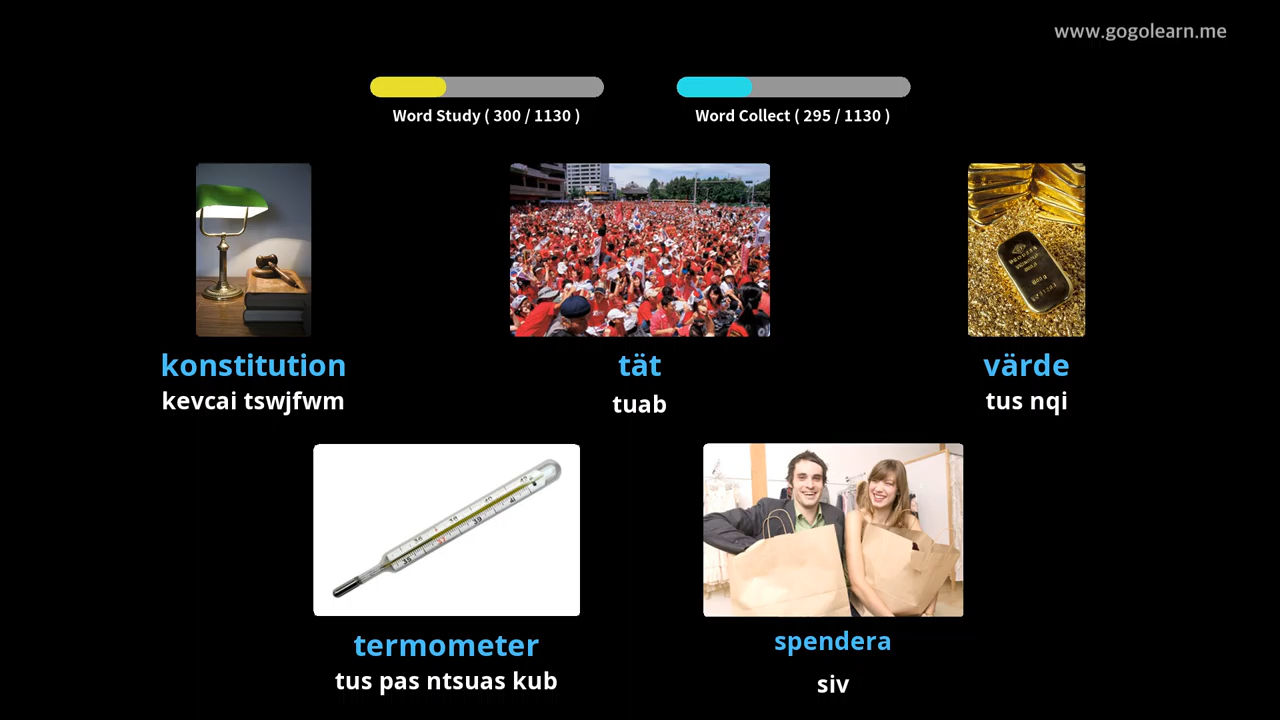 www.gogolearn.me
Word Study ( 300 / 1130 )
Word Collect ( 295 / 1130 )
konstitution
kevcai tswjfwm
tät
tuab
värde
tus nqi
termometer
tus pas ntsuas kub
spendera
siv